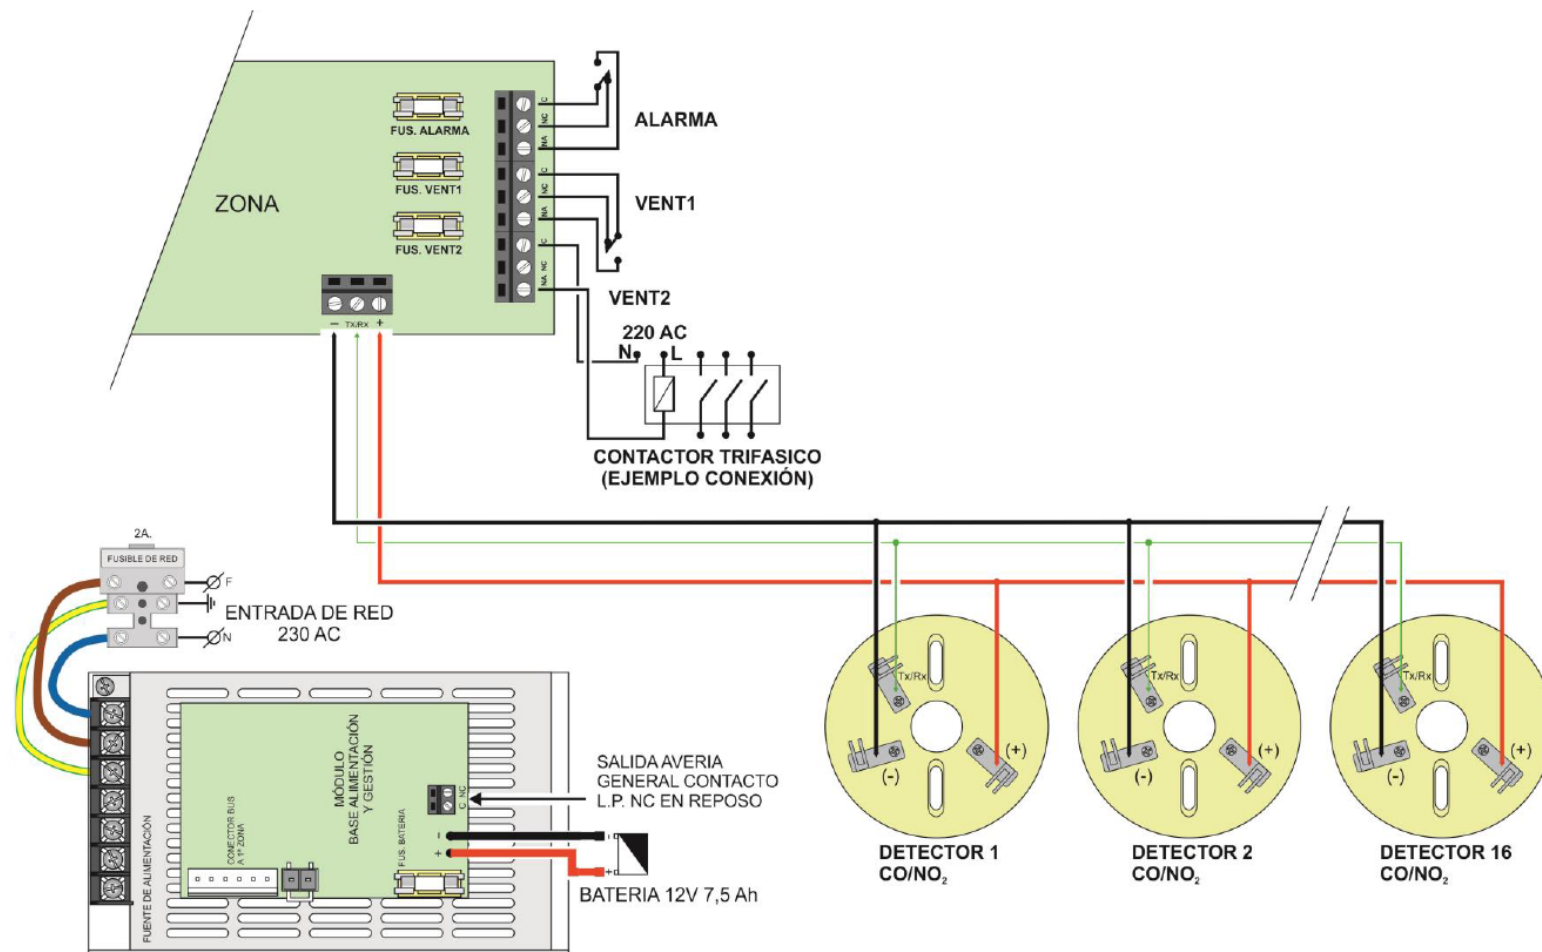 ZONA
FUS. ALARMA
FUS. VENT1
FUS. VENT2
C
NC
NA
C
NC
NA
C
NC
NA
ALARMA
VENT1
VENT2
− TX/RX +
220 AC
N L
CONTACTOR TRIFASICO
(EJEMPLO CONEXIÓN)
2A.
FUSIBLE DE RED
F
N
ENTRADA DE RED
230 AC
FUENTE DE ALIMENTACIÓN
CONECTOR BUS
A 1ª ZONA
MÓDULO
BASE ALIMENTACIÓN
Y GESTIÓN
FUS. BATERIA
C NC
-
+
SALIDA AVERIA
GENERAL CONTACTO
L.P. NC EN REPOSO
-
+
BATERIA 12V 7,5 Ah
Tx/Rx
(-)
(+)
DETECTOR 1
CO/NO₂
Tx/Rx
(-)
(+)
DETECTOR 2
CO/NO₂
Tx/Rx
(-)
(+)
DETECTOR 16
CO/NO₂